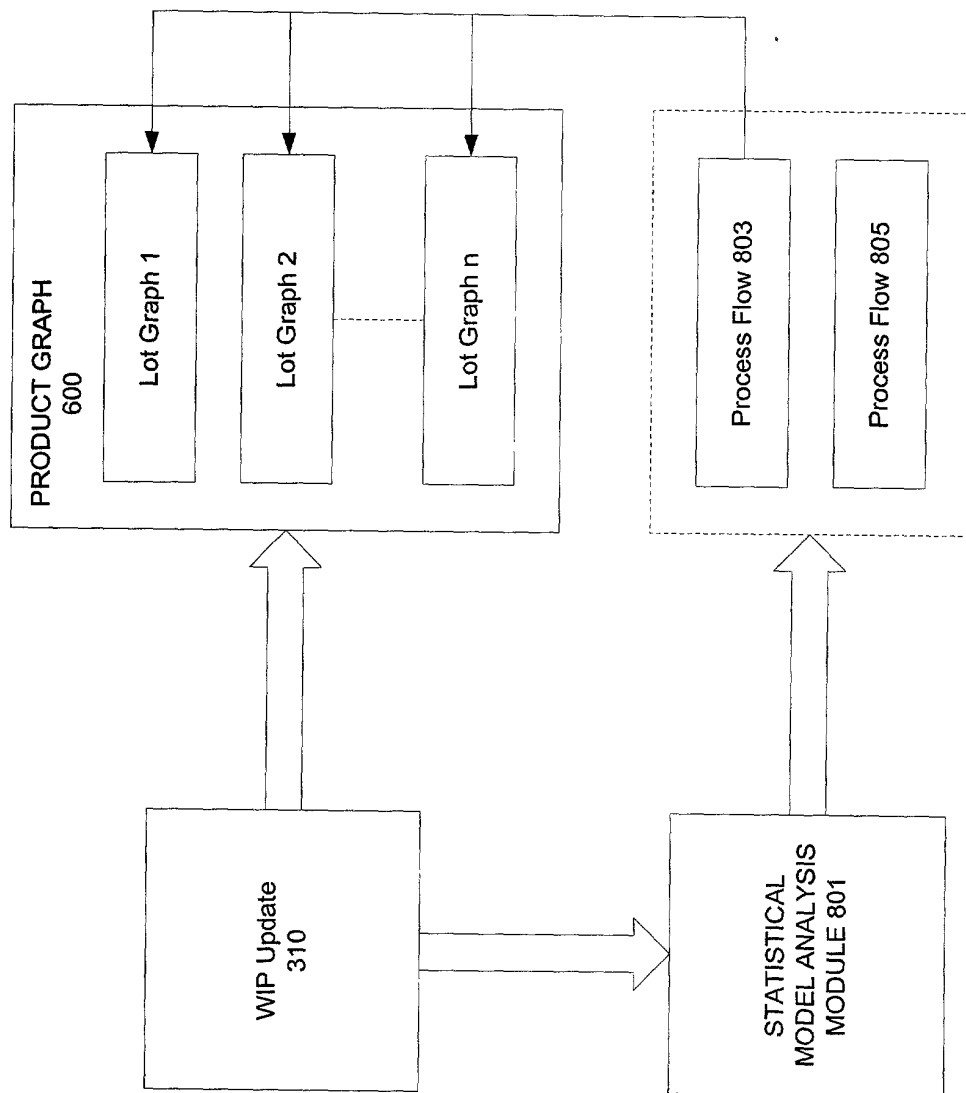 PRODUCT GRAPH
600
Lot Graph 1
Lot Graph 2
Lot Graph n
WIP Update
310
Process Flow 803
Process Flow 805
STATISTICAL
MODEL ANALYSIS
MODULE 801